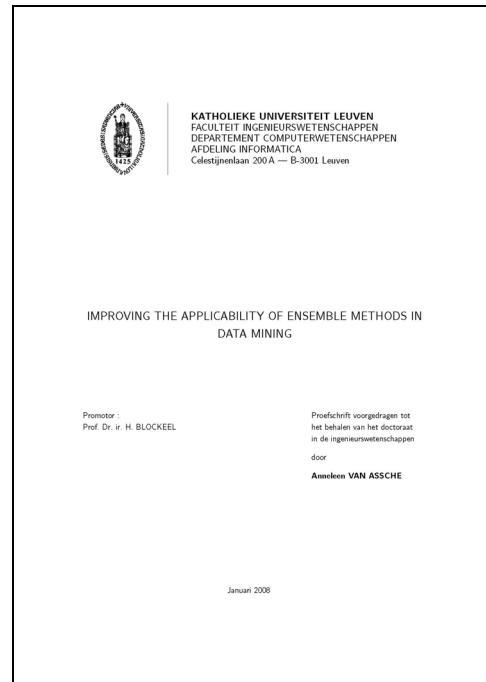 1425
KATHOLIEKE UNIVERSITEIT LEUVEN
FACULTEIT INGENIEURSWETENSCHAPPEN
DEPARTEMENT COMPUTERWETENSCHAPPEN
AFDELING INFORMATICA
Celestijnenlaan 200 A — B-3001 Leuven
IMPROVING THE APPLICABILITY OF ENSEMBLE METHODS IN
DATA MINING
Promotor :
Prof. Dr. ir. H. BLOCKEEL
Proefschrift voorgedragen tot
het behalen van het doctoraat
in de ingenieurswetenschappen
door
Anneleen VAN ASSCHE
Januari 2008